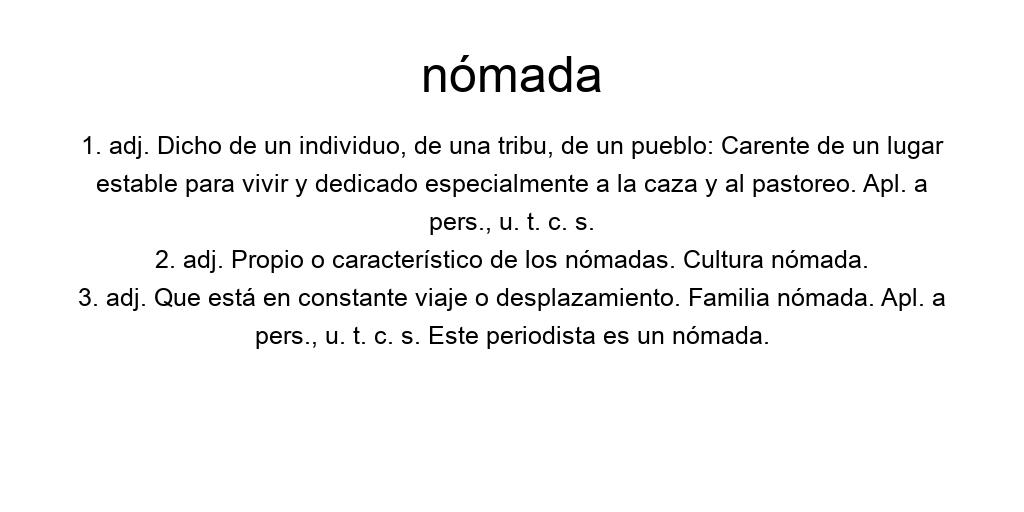 nómada
1. adj. Dicho de un individuo, de una tribu, de un pueblo: Carente de un lugar
estable para vivir y dedicado especialmente a la caza y al pastoreo. Apl. a
pers., u. t. c. s.
2. adj. Propio o característico de los nómadas. Cultura nómada.
3. adj. Que está en constante viaje o desplazamiento. Familia nómada. Apl. a
pers., u. t. c. s. Este periodista es un nómada.